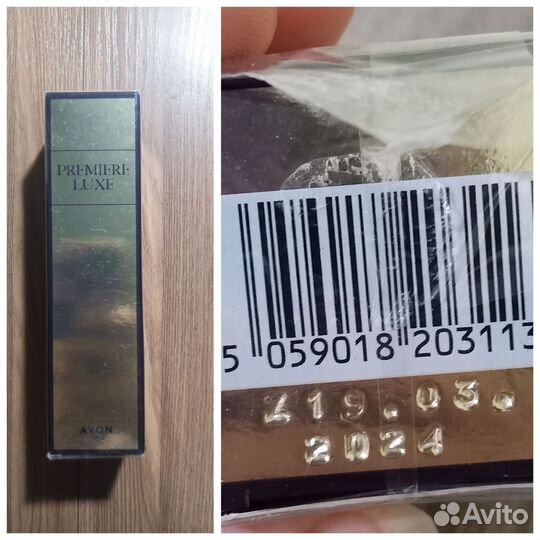 PREMIERE
LUXE
AVON
5 059018 203113
19.03.
2024
Avito